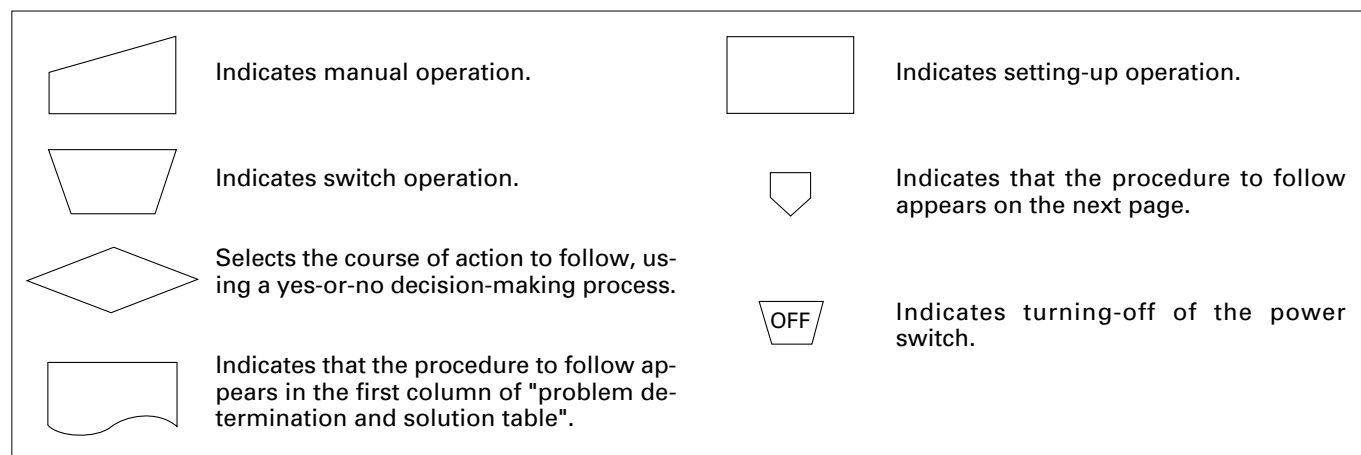 Indicates manual operation.
Indicates switch operation.
Selects the course of action to follow, us-
ing a yes-or-no decision-making process.
Indicates that the procedure to follow ap-
pears in the first column of "problem de-
termination and solution table".
Indicates setting-up operation.
Indicates that the procedure to follow
appears on the next page.
OFF
Indicates turning-off of the power
switch.